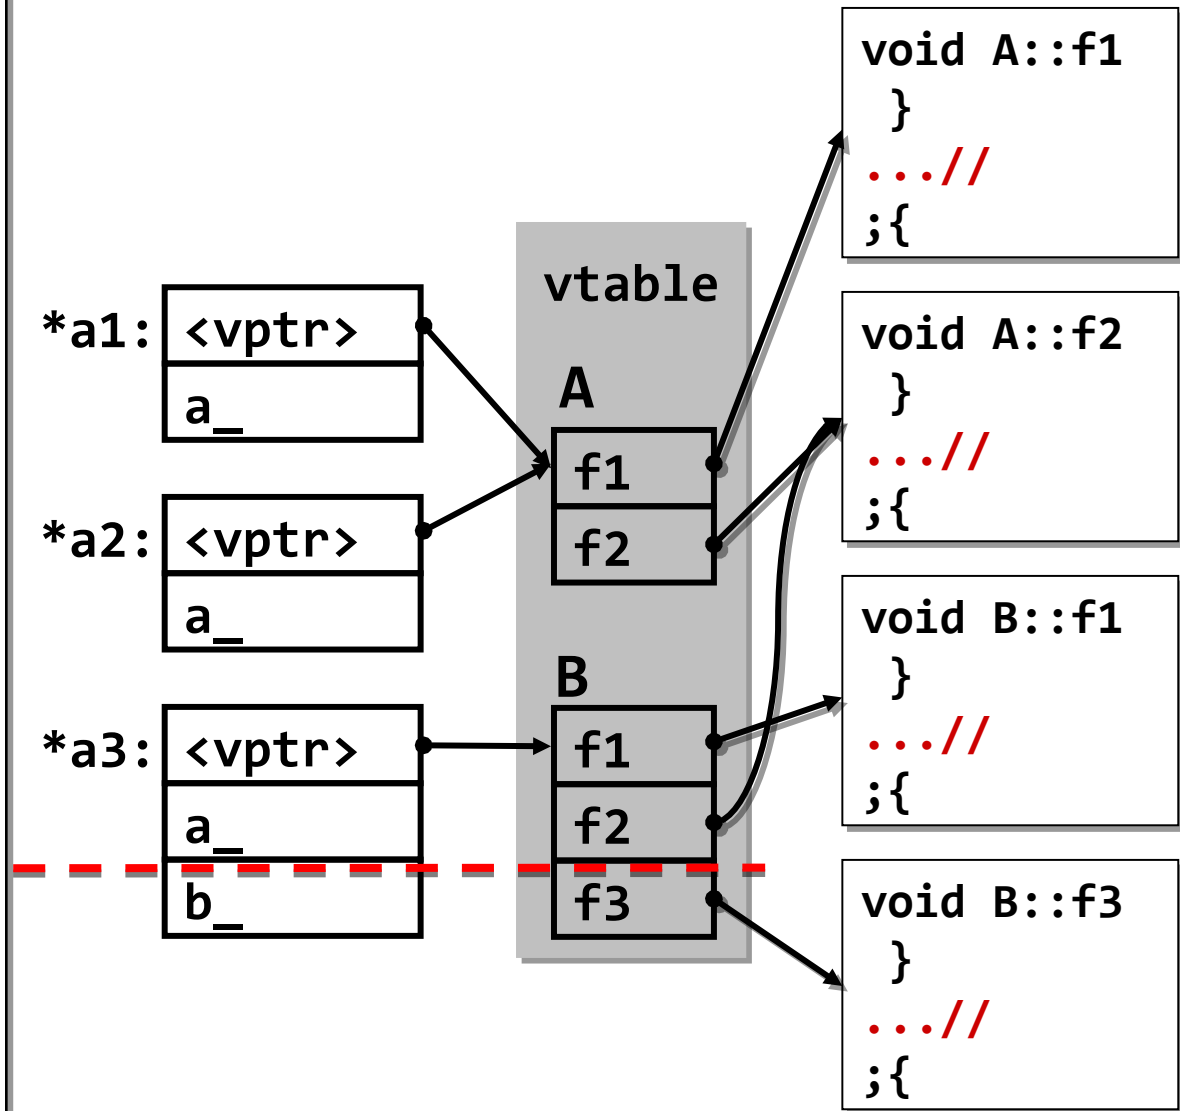 *a1:
<vptr>
a_
*a2:
<vptr>
a_
*a3:
<vptr>
a_
b_
vtable
A
f1
f2
B
f1
f2
f3
void A::f1
}
...//
;{
void A::f2
}
...//
;{
void B::f1
}
...//
;{
void B::f3
}
...//
;{